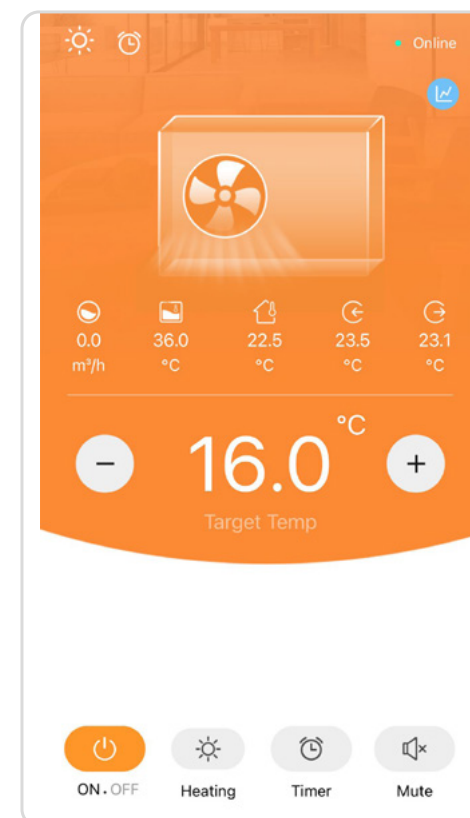 Online
0.0 36.0 22.5 23.5 23.1
m³/h °C °C °C °C
16.0 °C
Target Temp
ON • OFF Heating Timer Mute